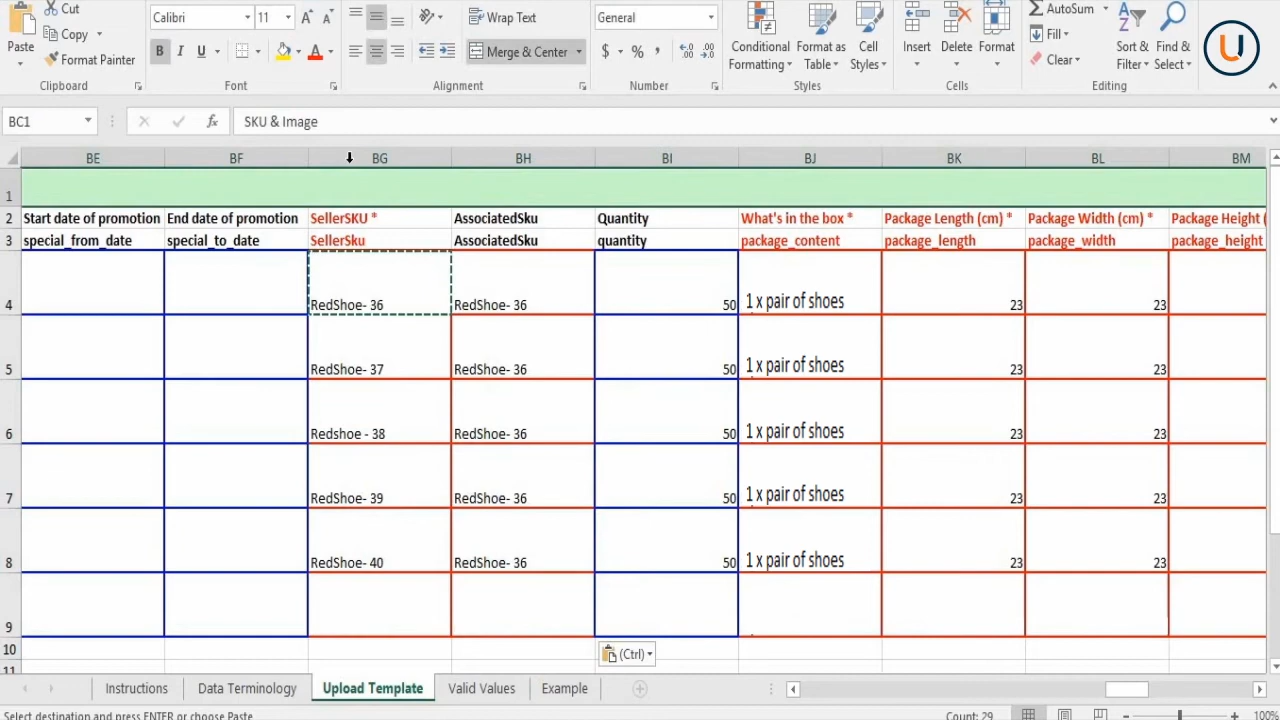 Cut
Calibri 11 Wrap Text General AutoSum
Copy Fill
Paste Format Painter B I U A Merge & Center $ % , Conditional Formatting Format as Table Cell Styles Insert Delete Format Clear Sort & Filter Find & Select
Clipboard Font Alignment Number Styles Cells Editing
BC1 fx SKU & Image
BE BF BG BH BI BJ BK BL BM
1
2 Start date of promotion End date of promotion SellerSKU * AssociatedSku Quantity What's in the box * Package Length (cm) * Package Width (cm) * Package Height (
3 special_from_date special_to_date SellerSku AssociatedSku quantity package_content package_length package_width package_height
4 RedShoe- 36 RedShoe- 36 50 1 x pair of shoes 23 23
5 RedShoe- 37 RedShoe- 36 50 1 x pair of shoes 23 23
6 Redshoe - 38 RedShoe- 36 50 1 x pair of shoes 23 23
7 RedShoe- 39 RedShoe- 36 50 1 x pair of shoes 23 23
8 RedShoe- 40 RedShoe- 36 50 1 x pair of shoes 23 23
9
10
(Ctrl)
11
Instructions Data Terminology Upload Template Valid Values Example
Select destination and press ENTER or choose Paste Count: 29 100%